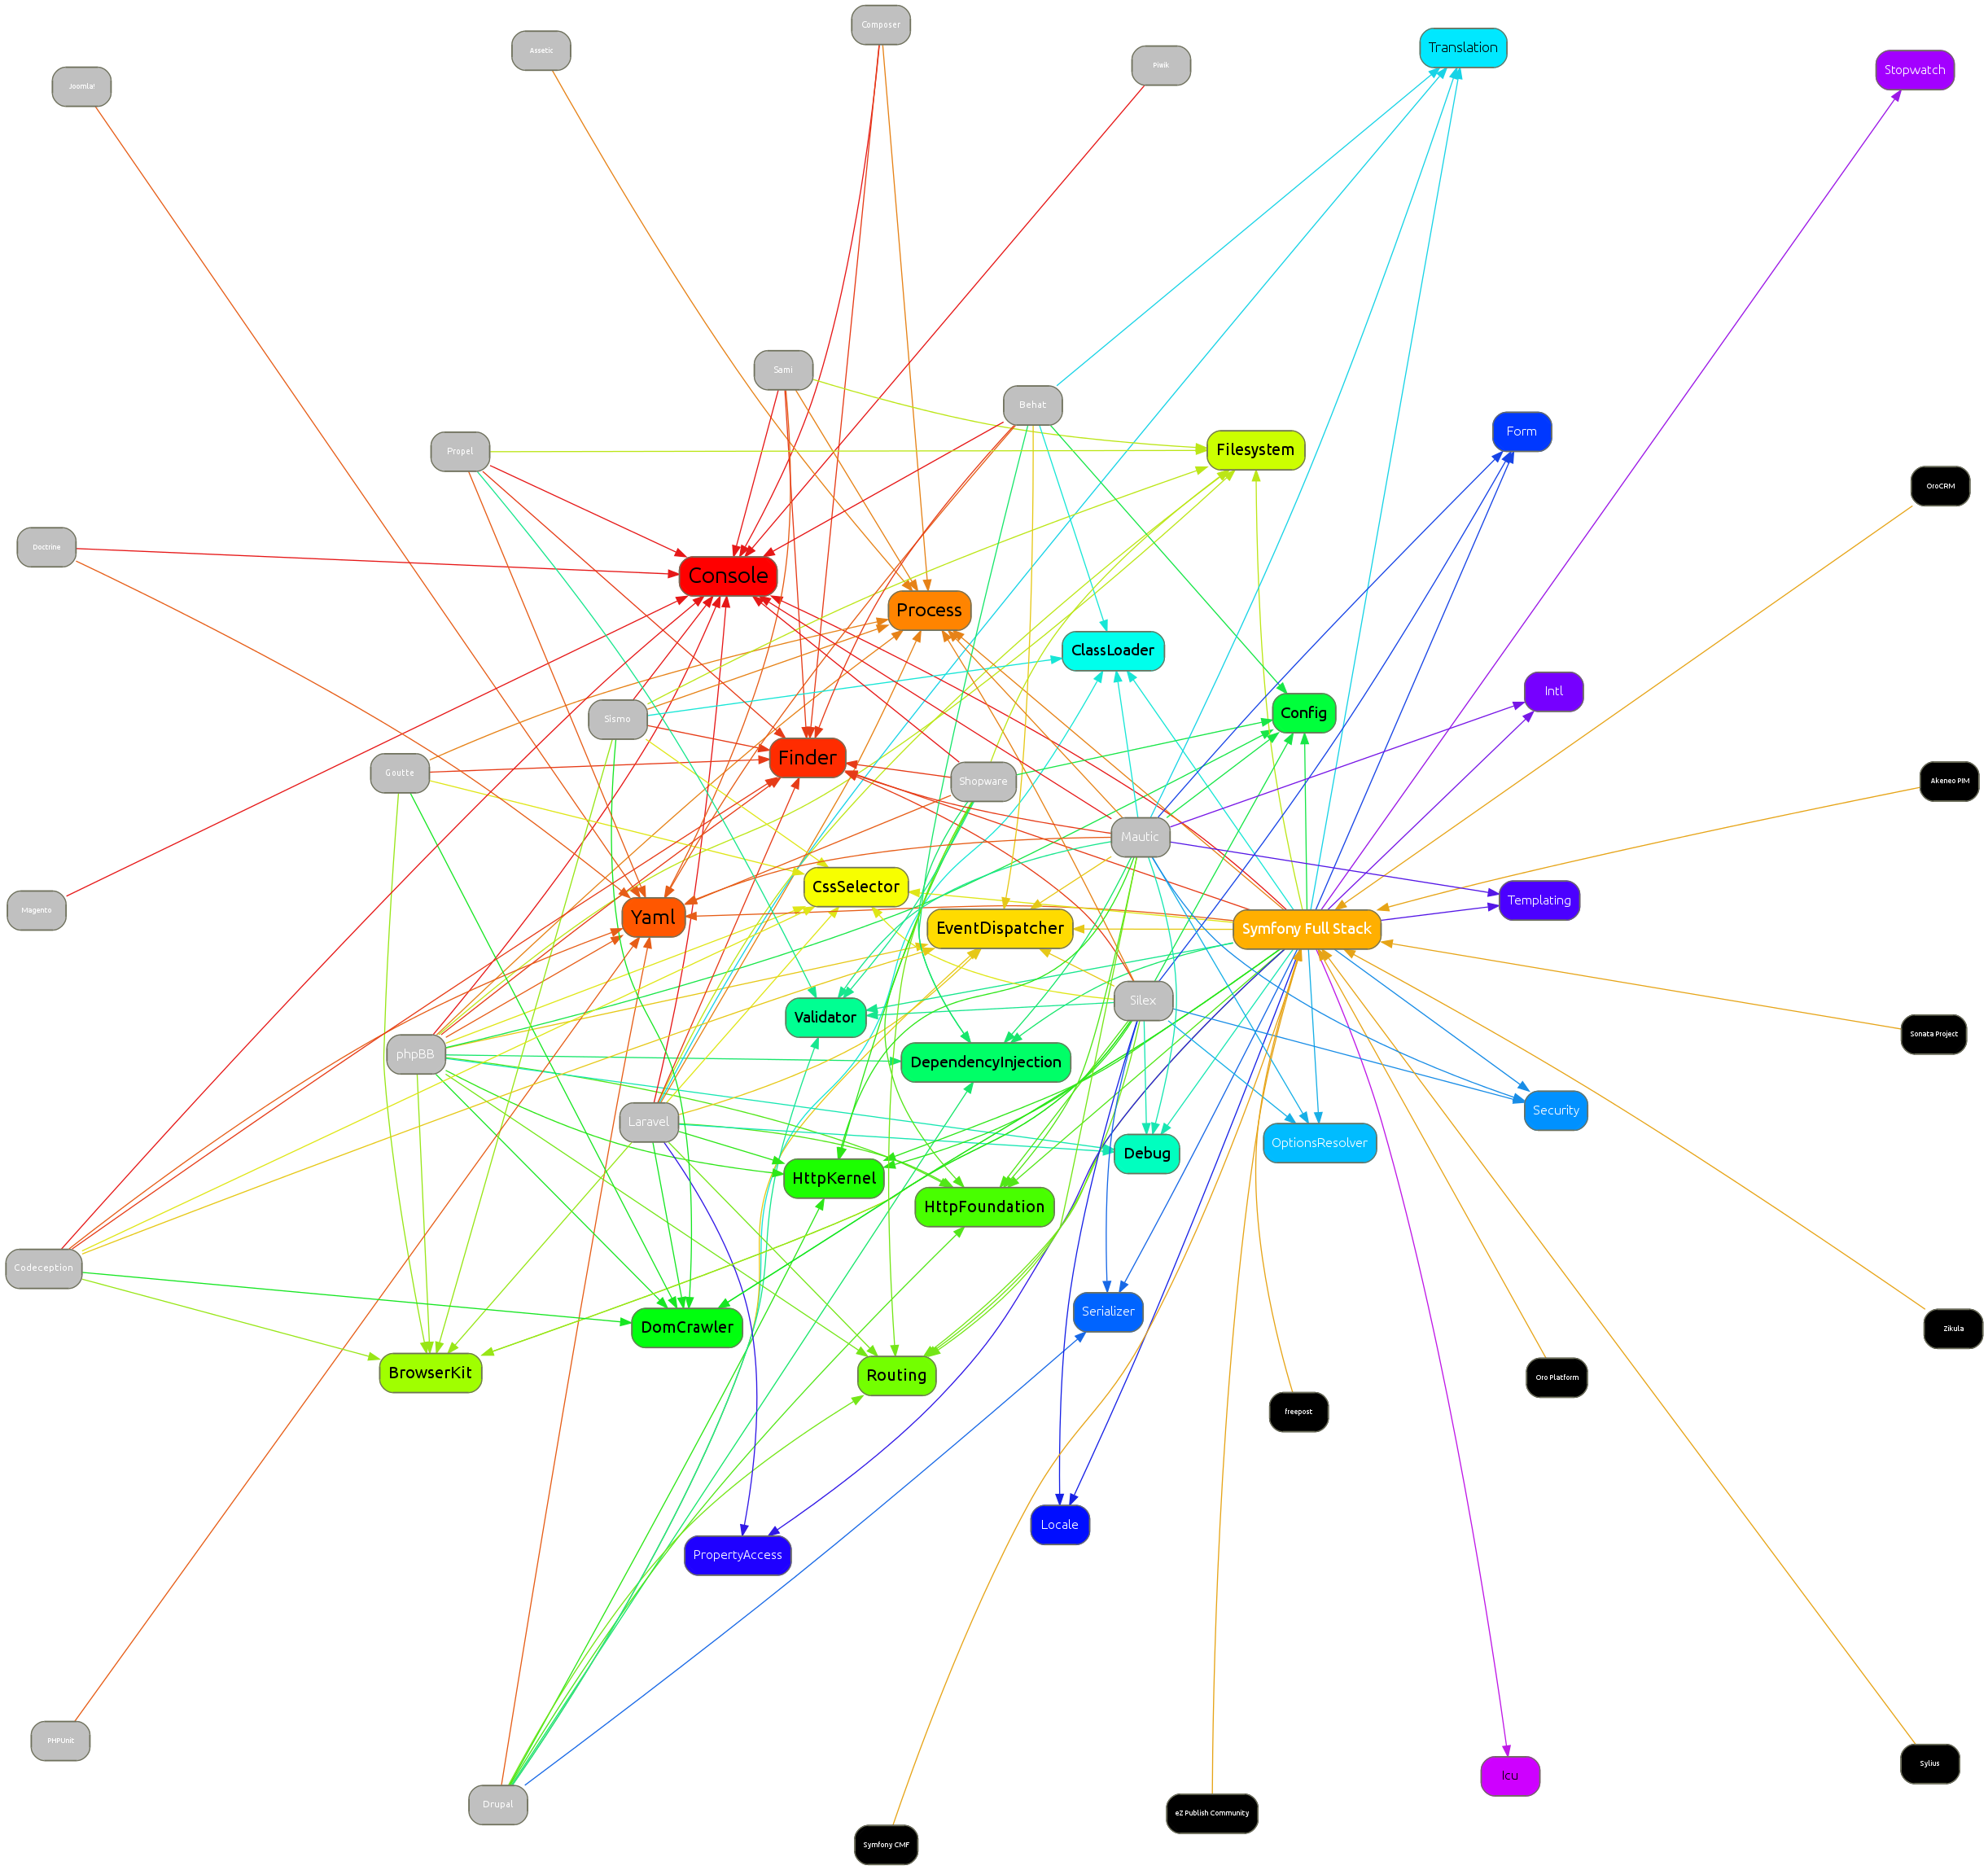 Composer
Translation
Assetic
Piwik
Stopwatch
Joomla!
Sami
Behat
Form
Propel
Filesystem
OroCRM
Doctrine
Console
Process
ClassLoader
Intl
Config
Sismo
Finder
Goutte
Shopware
Akeneo PIM
Mautic
CssSelector
Templating
Magento
Yaml
EventDispatcher
Symfony Full Stack
Silex
Validator
Sonata Project
phpBB
DependencyInjection
Security
Laravel
OptionsResolver
Debug
HttpKernel
HttpFoundation
Codeception
Serializer
DomCrawler
Zikula
BrowserKit
Routing
Oro Platform
freepost
Locale
PropertyAccess
PHPUnit
Sylius
Icu
Drupal
eZ Publish Community
Symfony CMF